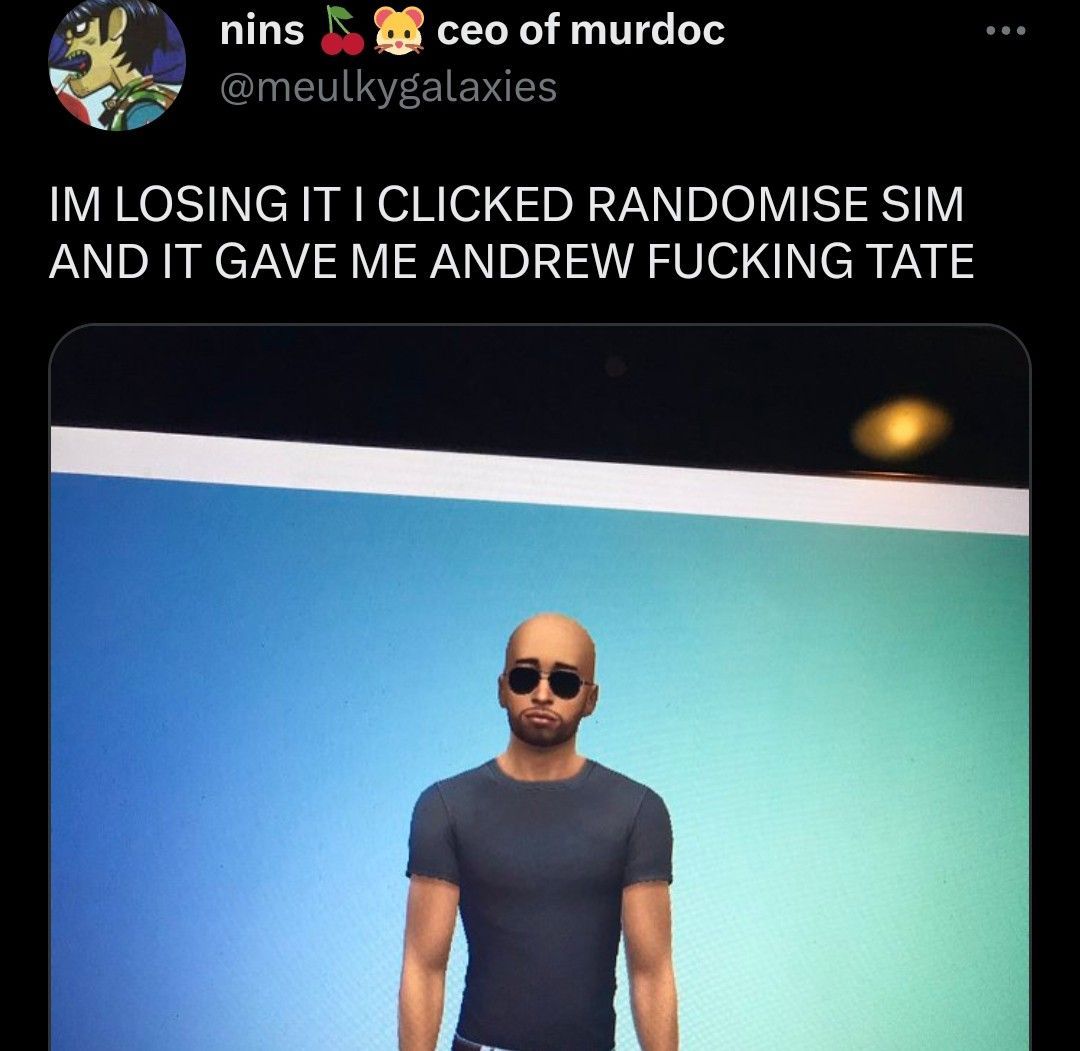 nins 🍒🐹 ceo of murdoc
@meulkygalaxies
IM LOSING IT I CLICKED RANDOMISE SIM
AND IT GAVE ME ANDREW FUCKING TATE